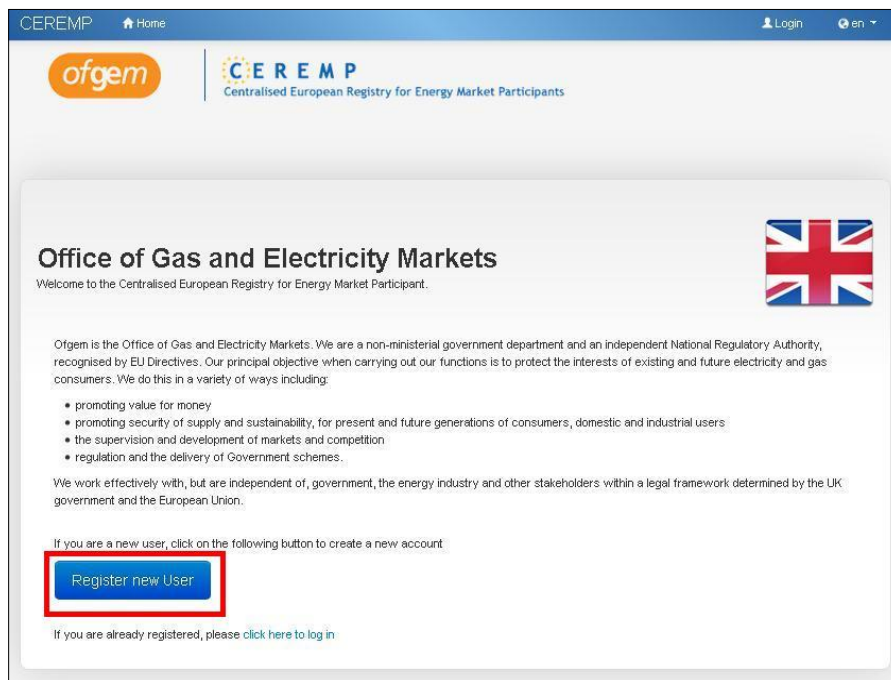 CEREMP Home Login en
ofgem
CEREMP
Centralised European Registry for Energy Market Participants
Office of Gas and Electricity Markets
Welcome to the Centralised European Registry for Energy Market Participant.
Ofgem is the Office of Gas and Electricity Markets. We are a non-ministerial government department and an independent National Regulatory Authority,
recognised by EU Directives. Our principal objective when carrying out our functions is to protect the interests of existing and future electricity and gas
consumers. We do this in a variety of ways including:
• promoting value for money
• promoting security of supply and sustainability, for present and future generations of consumers, domestic and industrial users
• the supervision and development of markets and competition
• regulation and the delivery of Government schemes.
We work effectively with, but are independent of, government, the energy industry and other stakeholders within a legal framework determined by the UK
government and the European Union.
If you are a new user, click on the following button to create a new account
Register new User
If you are already registered, please click here to log in